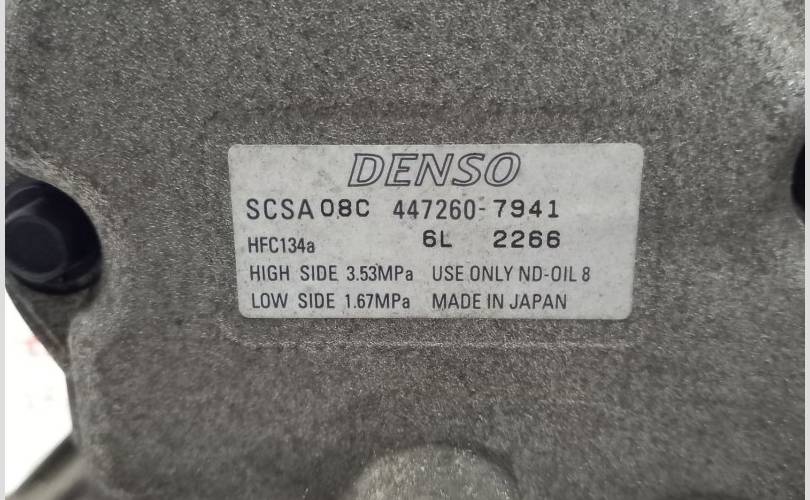 DENSO
SCSA08C 447260-7941
HFC134a 6L 2266
HIGH SIDE 3.53MPa USE ONLY ND-OIL 8
LOW SIDE 1.67MPa MADE IN JAPAN